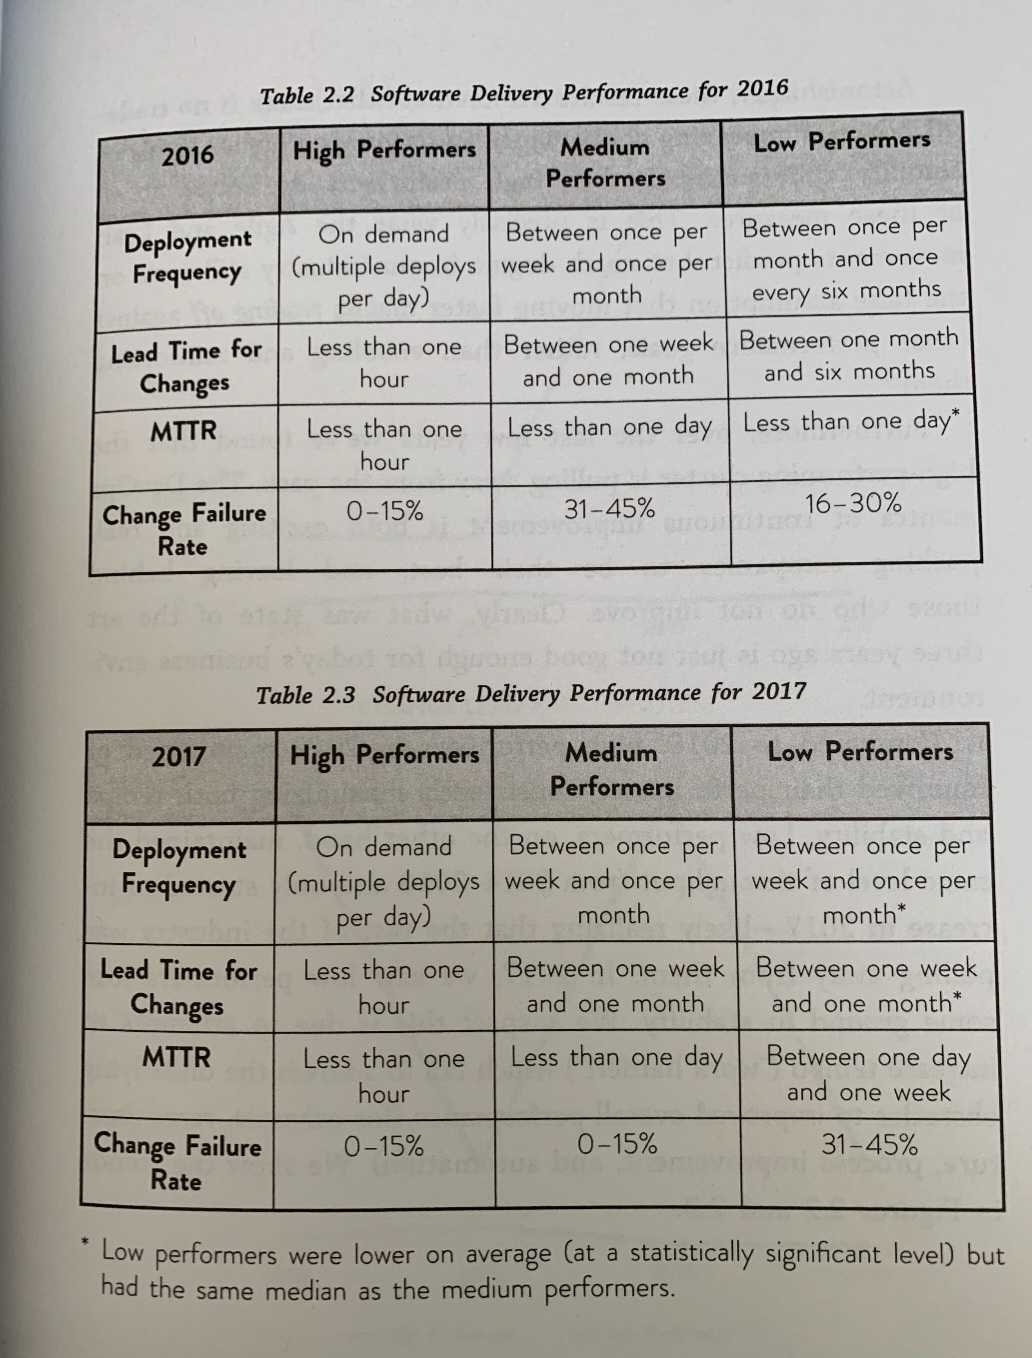 Table 2.2 Software Delivery Performance for 2016
2016 High Performers Medium Performers Low Performers
Deployment Frequency On demand (multiple deploys per day) Between once per week and once per month Between once per month and once every six months
Lead Time for Changes Less than one hour Between one week and one month Between one month and six months
MTTR Less than one hour Less than one day Less than one day*
Change Failure Rate 0–15% 31–45% 16–30%
Table 2.3 Software Delivery Performance for 2017
2017 High Performers Medium Performers Low Performers
Deployment Frequency On demand (multiple deploys per day) Between once per week and once per month Between once per week and once per month*
Lead Time for Changes Less than one hour Between one week and one month Between one week and one month*
MTTR Less than one hour Less than one day Between one day and one week
Change Failure Rate 0–15% 0–15% 31–45%
* Low performers were lower on average (at a statistically significant level) but
had the same median as the medium performers.